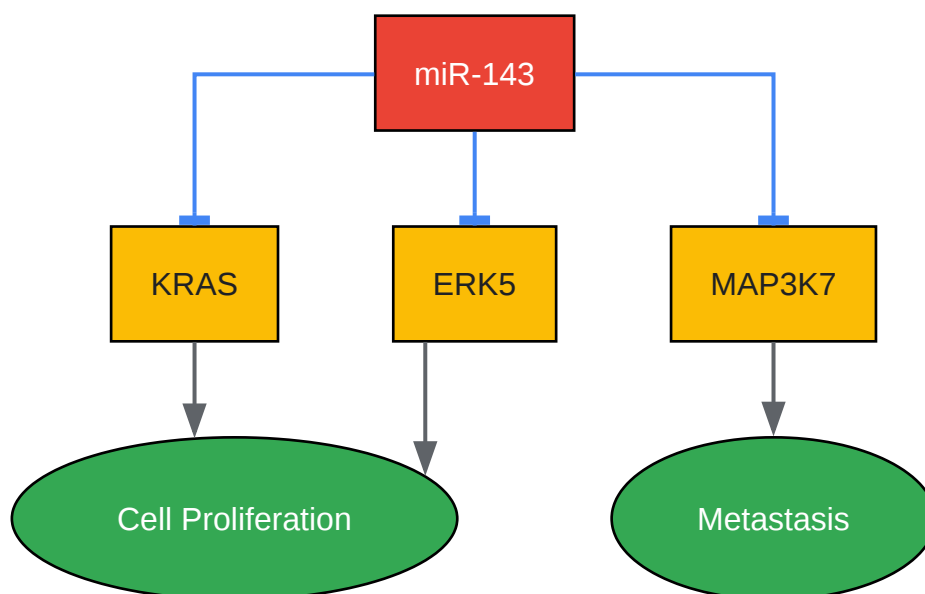 miR-143
KRAS
ERK5
MAP3K7
Cell Proliferation
Metastasis